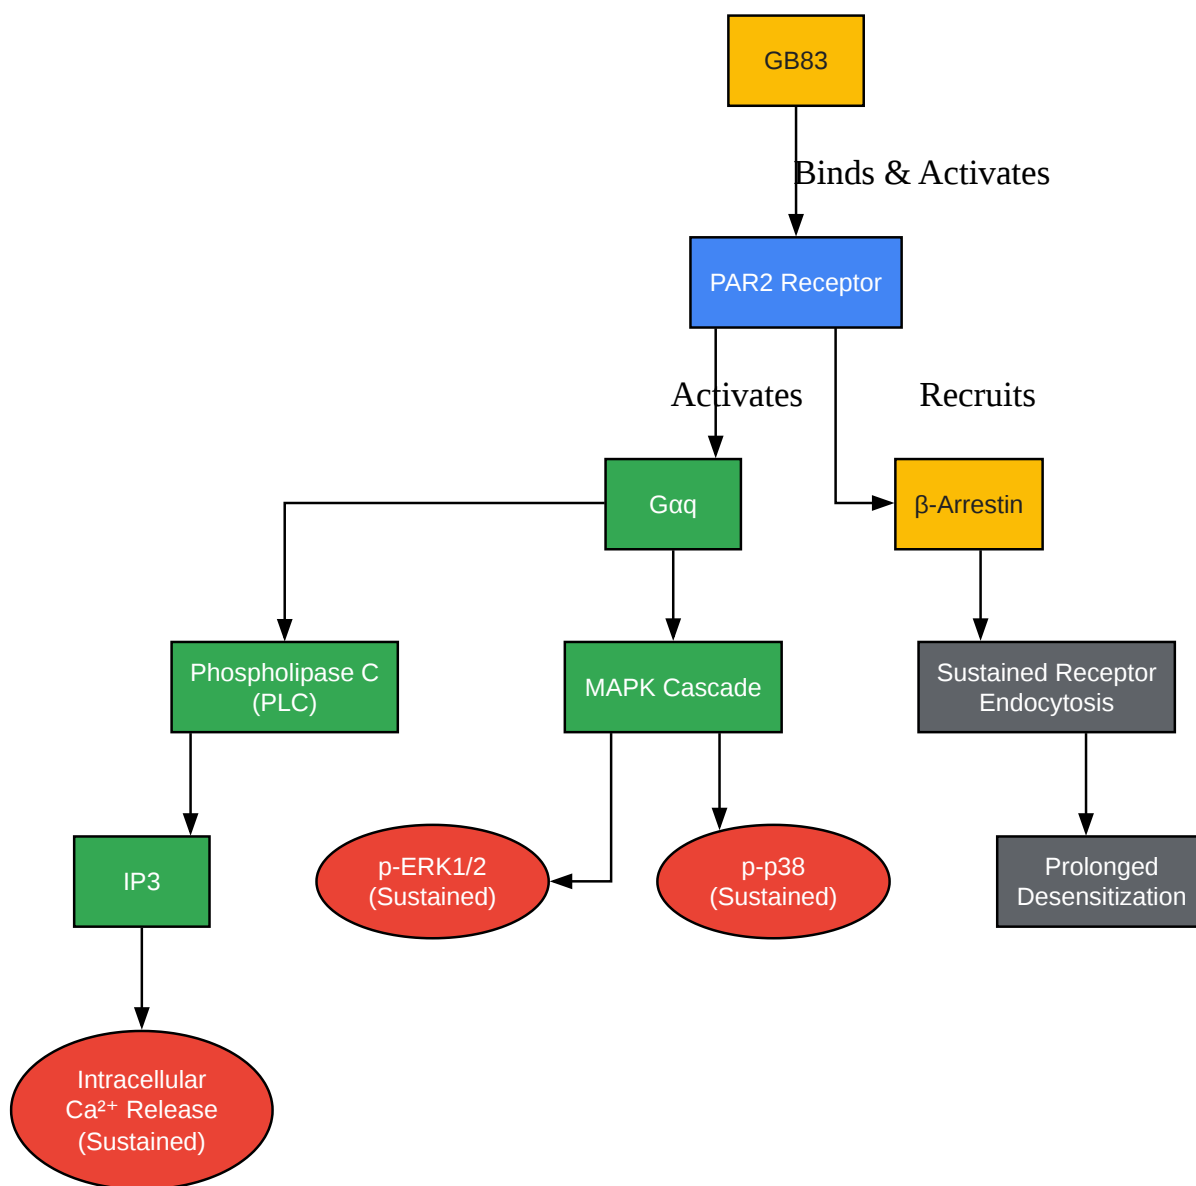 GB83
Binds & Activates
PAR2 Receptor
Activates
Recruits
Gαq
β-Arrestin
Phospholipase C
(PLC)
MAPK Cascade
Sustained Receptor
Endocytosis
IP3
p-ERK1/2
(Sustained)
p-p38
(Sustained)
Prolonged
Desensitization
Intracellular
Ca²⁺ Release
(Sustained)